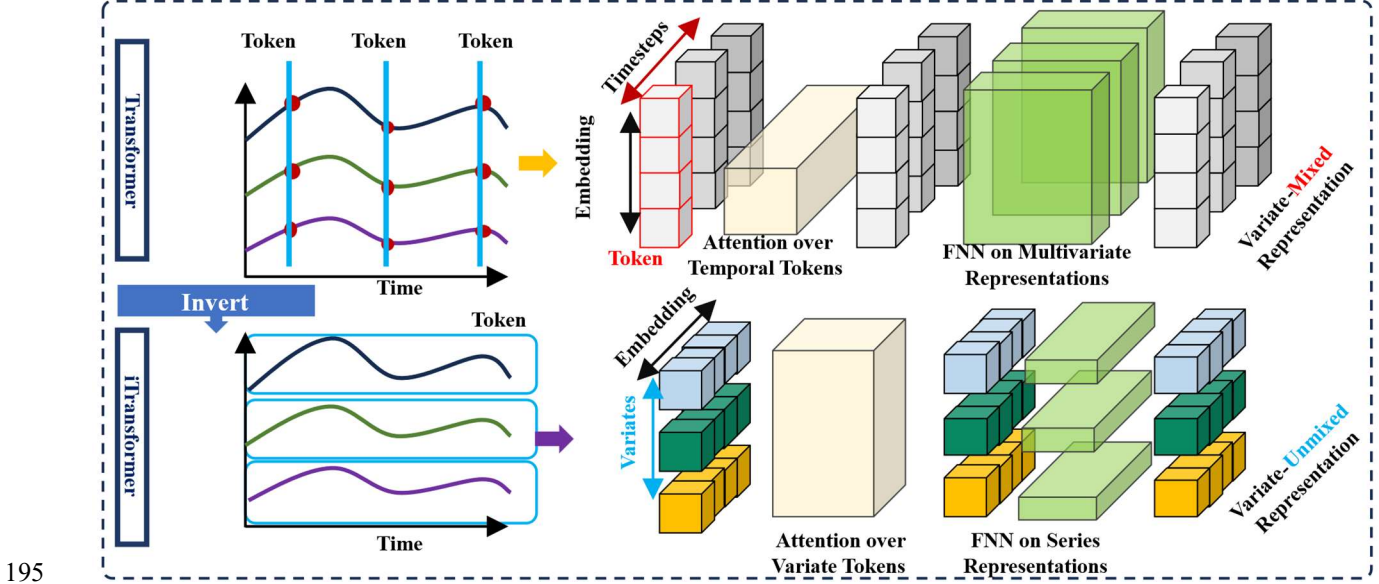 Token
Token
Token
Transformer
Time
Timesteps
Embedding
Token
Attention over
Temporal Tokens
FNN on Multivariate
Representations
Variate-Mixed
Representation
Invert
iTransformer
Token
Time
Embedding
Variates
Attention over
Variate Tokens
FNN on Series
Representations
Variate-Unmixed
Representation
195